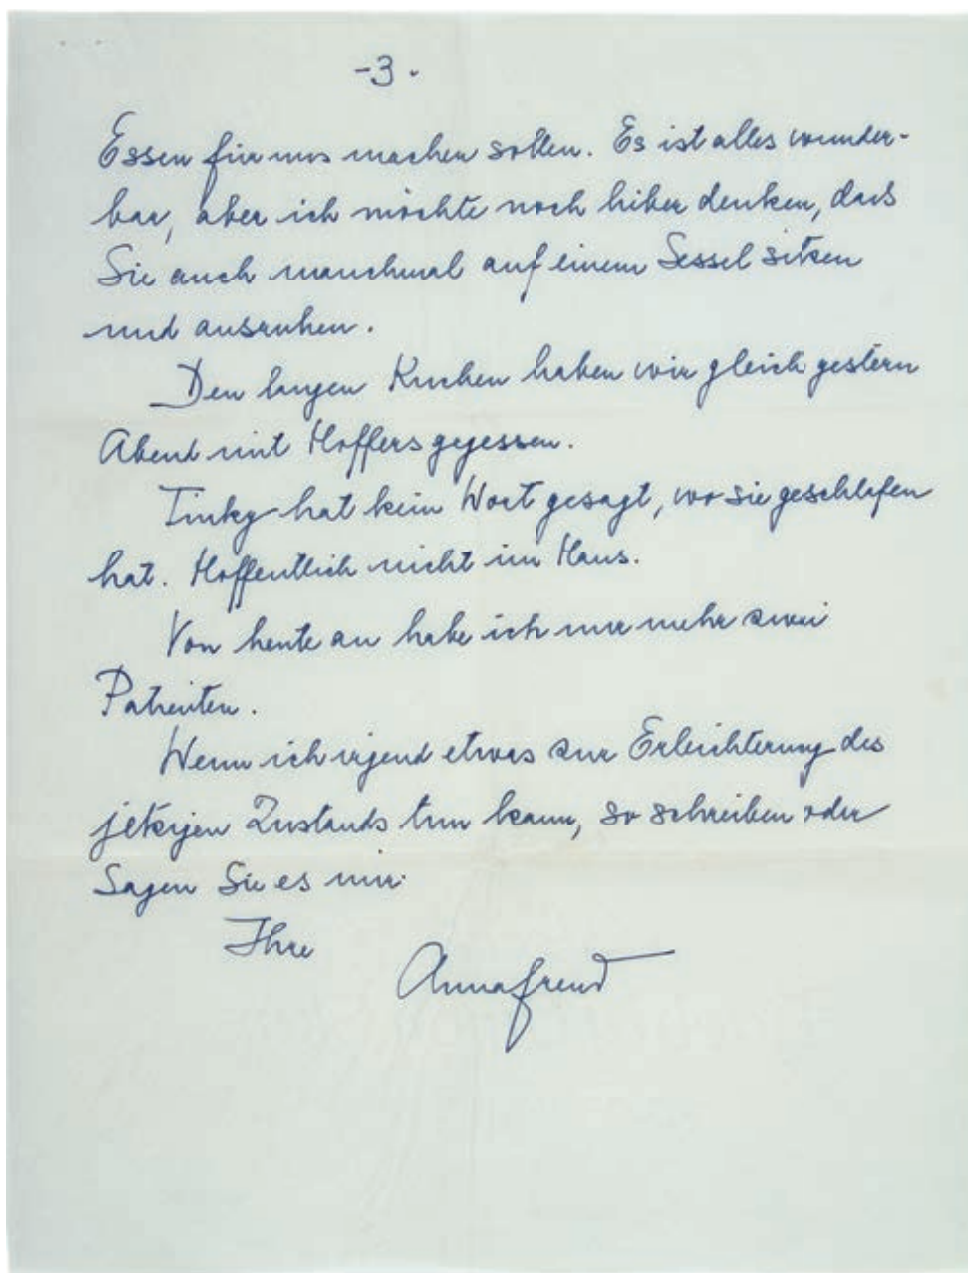 -3.
Essen für uns machen sollen. Es ist alles wunder-
bar, aber ich möchte noch lieber denken, dass
Sie auch manchmal auf einem Sessel sitzen
und ausruhen.
Den langen Kuchen haben wir gleich gestern
Abend mit Hoffers gegessen.
Tinky hat kein Wort gesagt, wo sie geschlafen
hat. Hoffentlich nicht im Haus.
Von heute an habe ich nur mehr zwei
Patienten.
Wenn ich irgend etwas zur Erleichterung des
jetzigen Zustands tun kann, so schreiben oder
sagen Sie es mir.
Ihre
Anna Freud